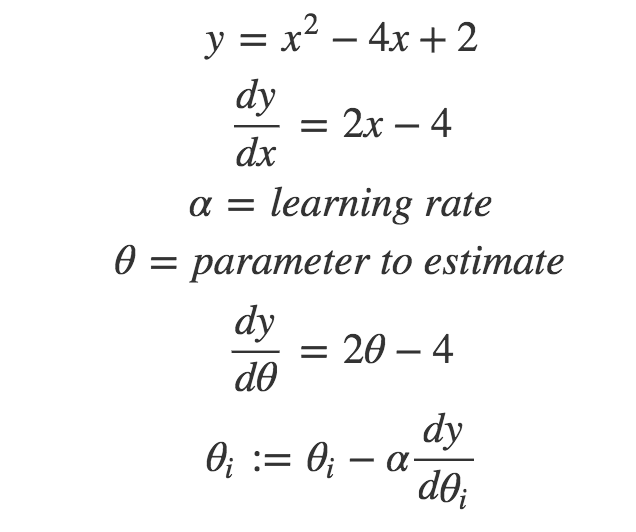 y = x² − 4x + 2
dy/dx = 2x − 4
α = learning rate
θ = parameter to estimate
dy/dθ = 2θ − 4
θᵢ := θᵢ − α dy/dθᵢ